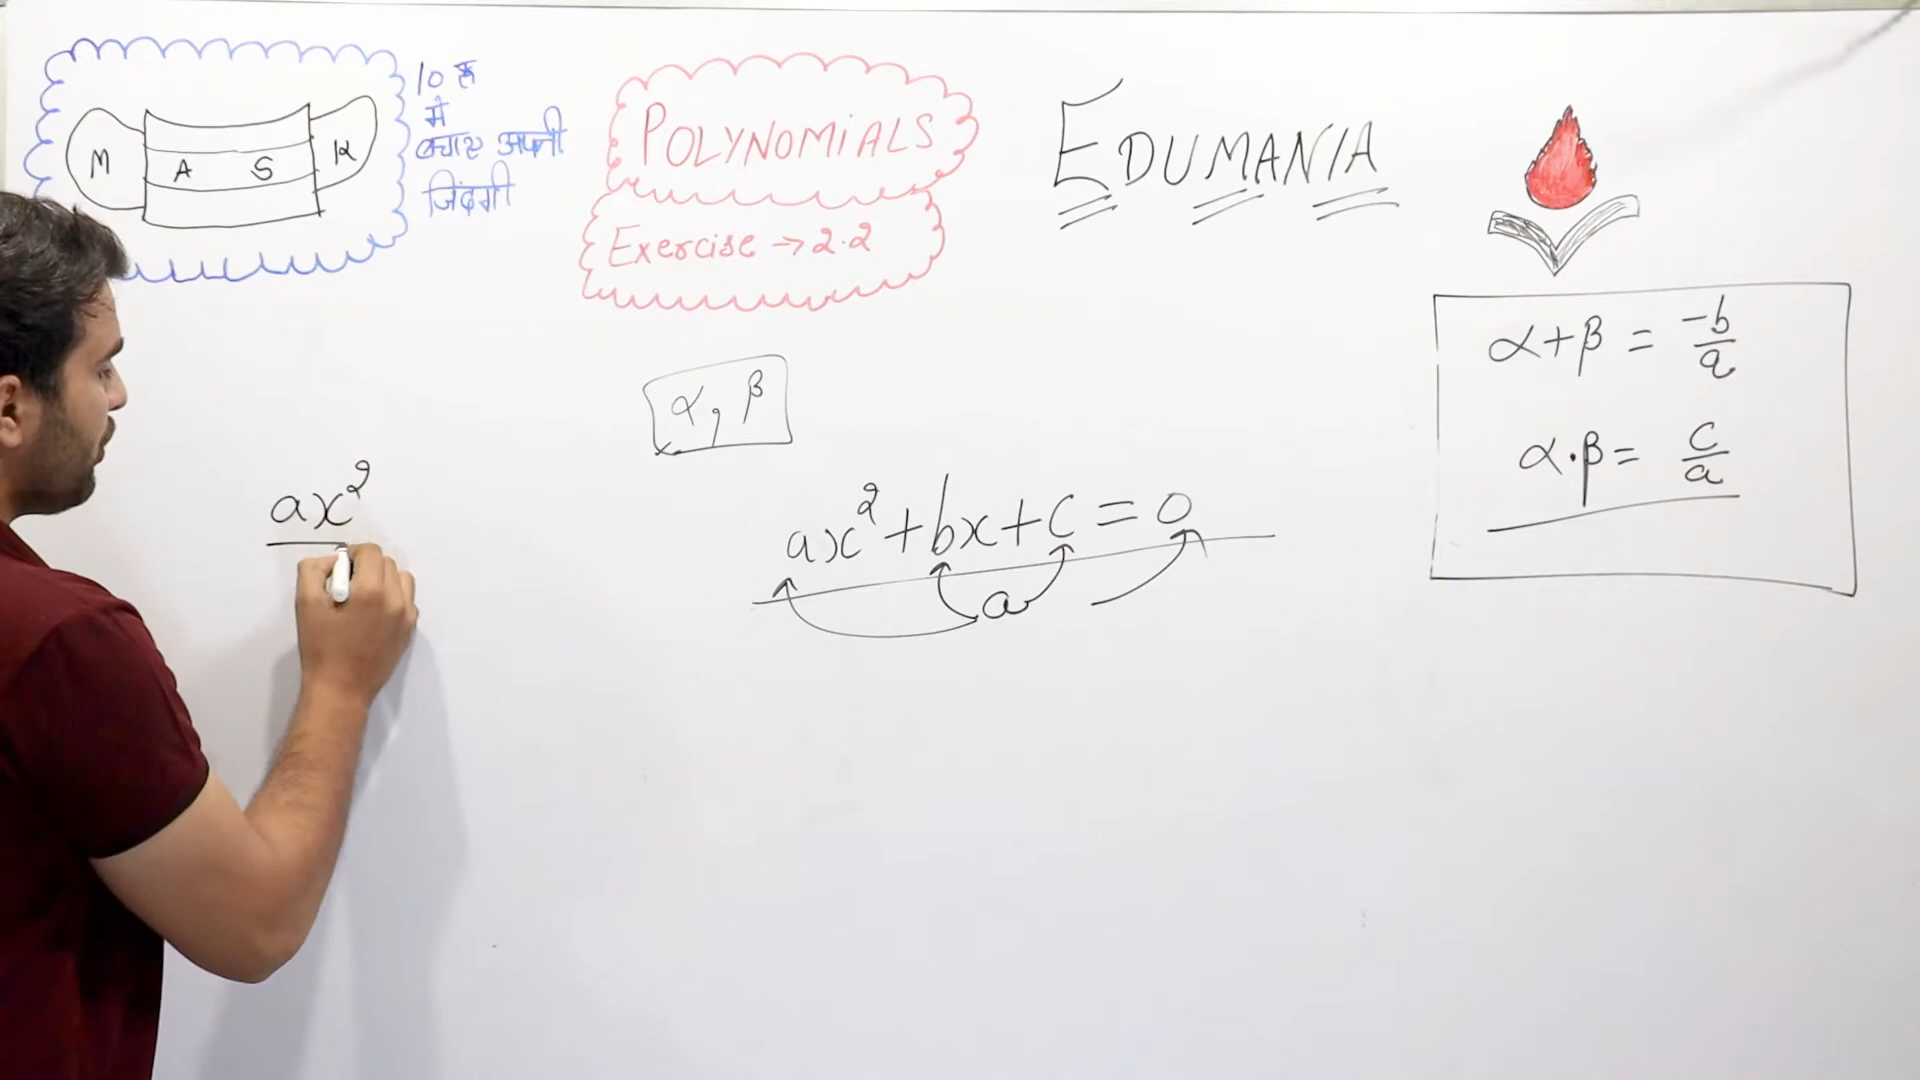 M A S K
10 रु
में
बचाए अपनी
जिंदगी
POLYNOMiALS
Exercise → 2.2
EDUMANIA
α, β
α+β = -b/a
α.β = c/a
ax²
ax²+bx+c=0
a